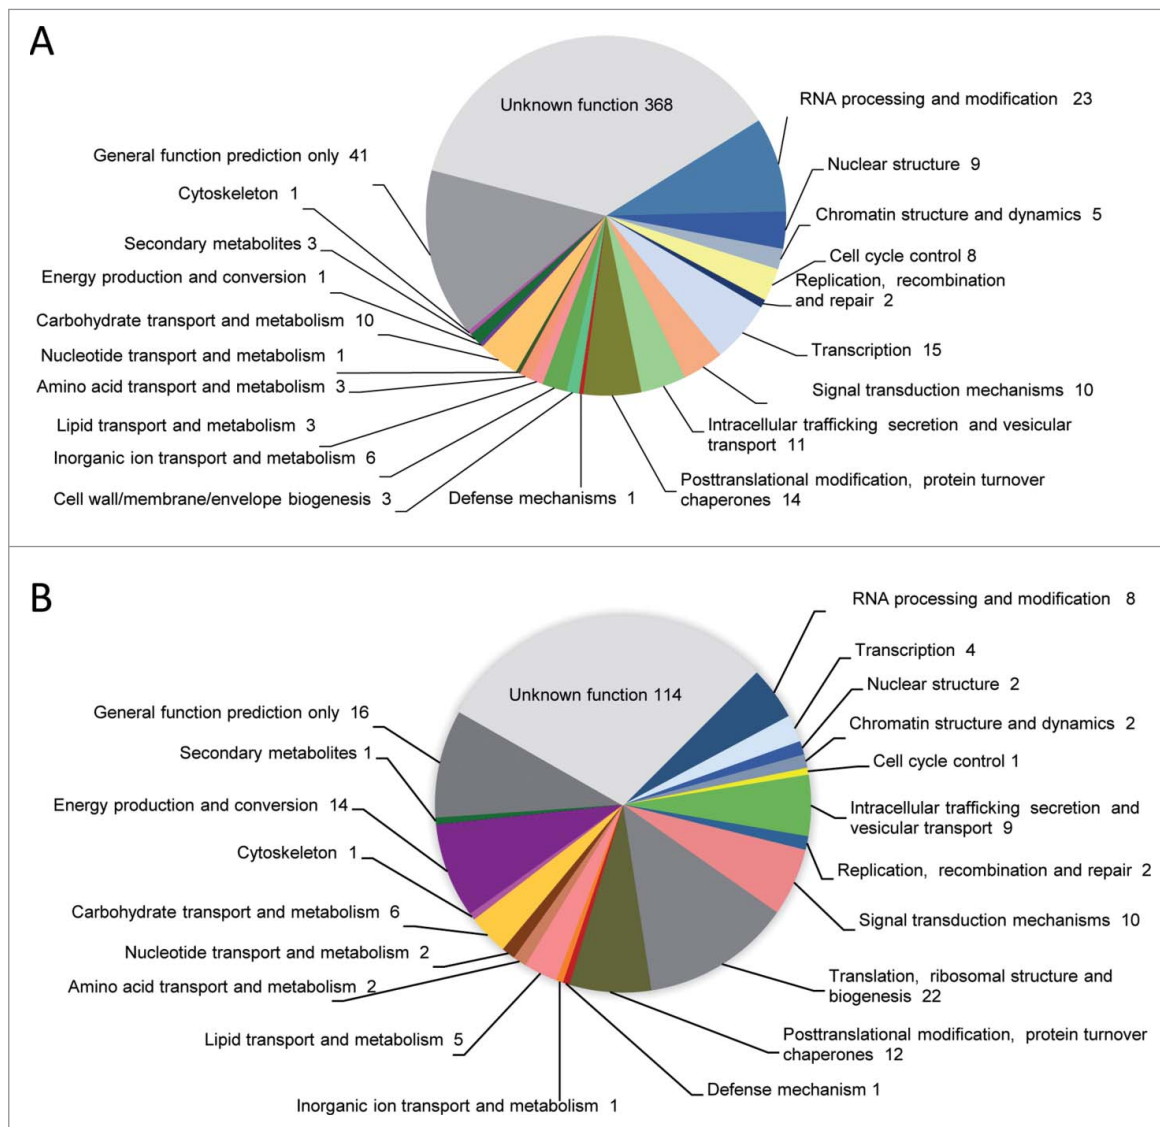 A
Unknown function 368
RNA processing and modification 23
Nuclear structure 9
Chromatin structure and dynamics 5
Cell cycle control 8
Replication, recombination
and repair 2
Transcription 15
Signal transduction mechanisms 10
Intracellular trafficking secretion and vesicular
transport 11
Posttranslational modification, protein turnover
chaperones 14
Defense mechanisms 1
General function prediction only 41
Cytoskeleton 1
Secondary metabolites 3
Energy production and conversion 1
Carbohydrate transport and metabolism 10
Nucleotide transport and metabolism 1
Amino acid transport and metabolism 3
Lipid transport and metabolism 3
Inorganic ion transport and metabolism 6
Cell wall/membrane/envelope biogenesis 3
B
Unknown function 114
RNA processing and modification 8
Transcription 4
Nuclear structure 2
Chromatin structure and dynamics 2
Cell cycle control 1
Intracellular trafficking secretion and
vesicular transport 9
Replication, recombination and repair 2
Signal transduction mechanisms 10
Translation, ribosomal structure and
biogenesis 22
Posttranslational modification, protein turnover
chaperones 12
Defense mechanism 1
General function prediction only 16
Secondary metabolites 1
Energy production and conversion 14
Cytoskeleton 1
Carbohydrate transport and metabolism 6
Nucleotide transport and metabolism 2
Amino acid transport and metabolism 2
Lipid transport and metabolism 5
Inorganic ion transport and metabolism 1